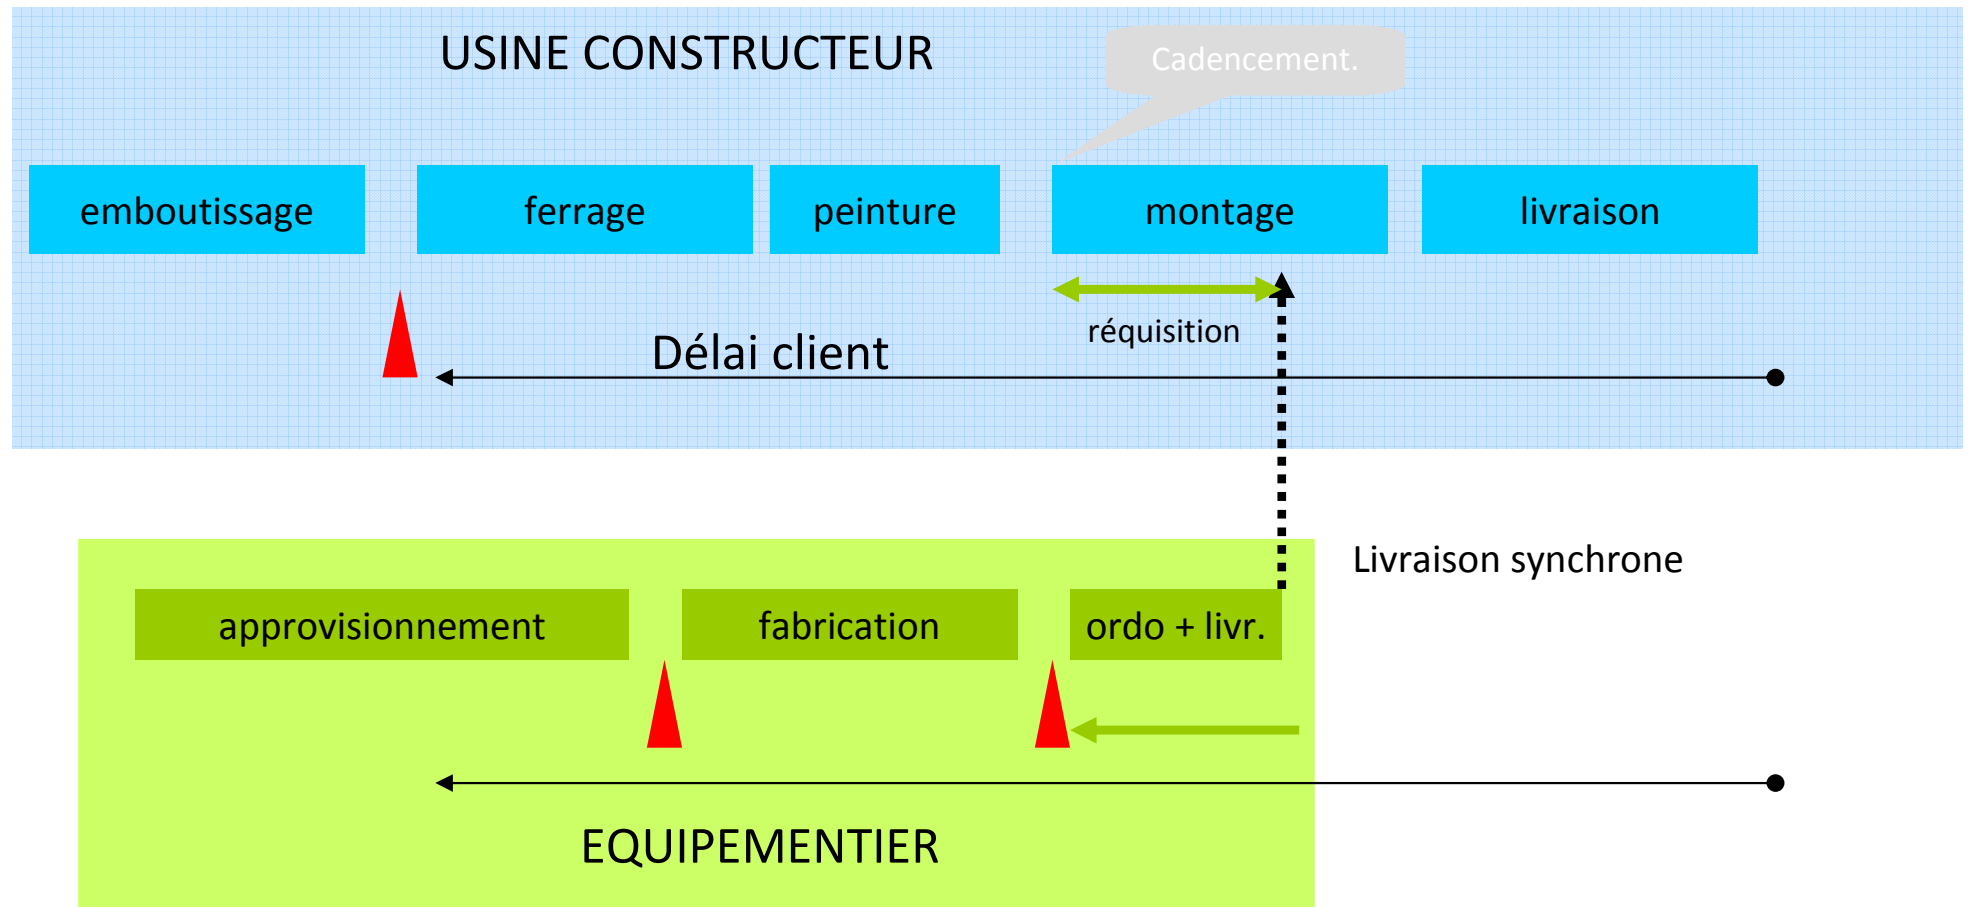 USINE CONSTRUCTEUR
Cadencement.
emboutissage
ferrage
peinture
montage
livraison
réquisition
Délai client
Livraison synchrone
approvisionnement
fabrication
ordo + livr.
EQUIPEMENTIER